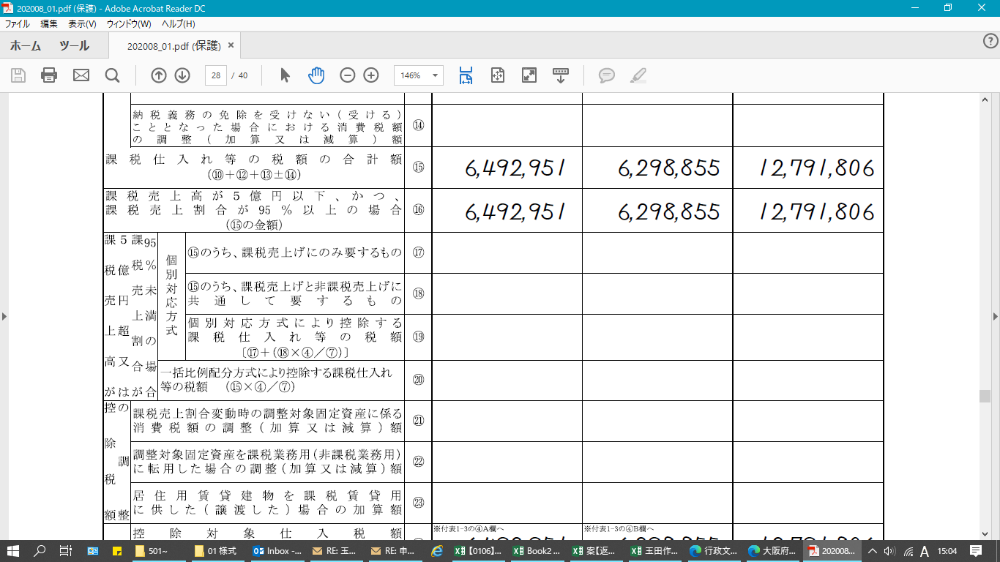 202008_01.pdf (保護) - Adobe Acrobat Reader DC
ファイル 編集 表示(V) ウィンドウ(W) ヘルプ(H)
ホーム ツール 202008_01.pdf (保護) ×
28 / 40 146%
納税義務の免除を受けない(受ける)
こととなった場合における消費税額
の調整(加算又は減算)額
⑭
課税仕入れ等の税額の合計額
(⑩+⑫+⑬±⑭)
⑮ 6,492,951 6,298,855 12,791,806
課税売上高が5億円以下、かつ、
課税売上割合が95%以上の場合
(⑮の金額)
⑯ 6,492,951 6,298,855 12,791,806
課税売上高が
5億円超又は
課税売上割合が
95%未満の場合
個別対応方式
⑮のうち、課税売上げにのみ要するもの ⑰
⑮のうち、課税売上げと非課税売上げに
共通して要するもの
⑱
個別対応方式により控除する
課税仕入れ等の税額
〔⑰+(⑱×④/⑦)〕
⑲
一括比例配分方式により控除する課税仕入れ
等の税額 (⑮×④/⑦)
⑳
控除税額
の調整
課税売上割合変動時の調整対象固定資産に係る
消費税額の調整(加算又は減算)額
㉑
調整対象固定資産を課税業務用(非課税業務用)
に転用した場合の調整(加算又は減算)額
㉒
居住用賃貸建物を課税賃貸用
に供した(譲渡した)場合の加算額
㉓
控除対象仕入税額
※付表1-3の④A欄へ ※付表1-3の④B欄へ
501~ 01 様式 Inbox -... RE: 玉... RE: 申... 【0106】... Book2 ... 案【返... 玉田作... 行政文... 大阪府... 202008... A 15:04